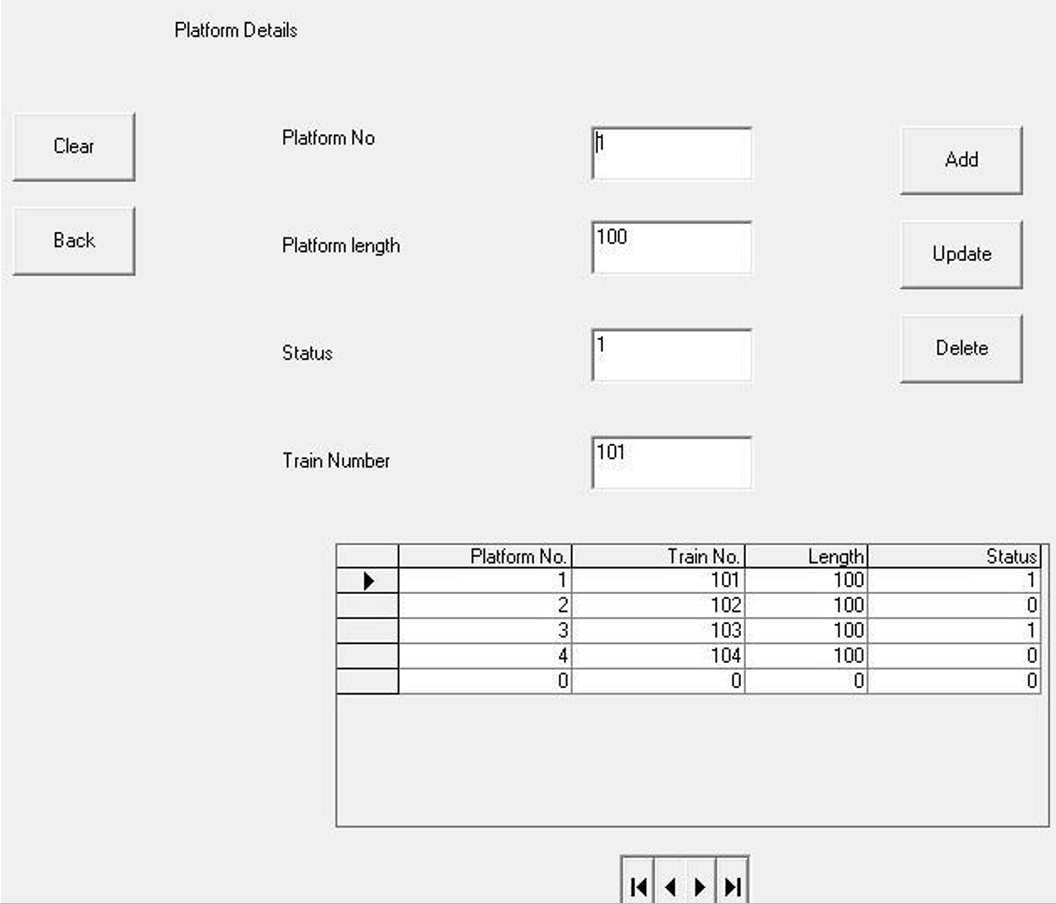 Platform Details
Clear
Platform No
1
Add
Back
Platform length
100
Update
Status
1
Delete
Train Number
101
Platform No. Train No. Length Status
1 101 100 1
2 102 100 0
3 103 100 1
4 104 100 0
0 0 0 0